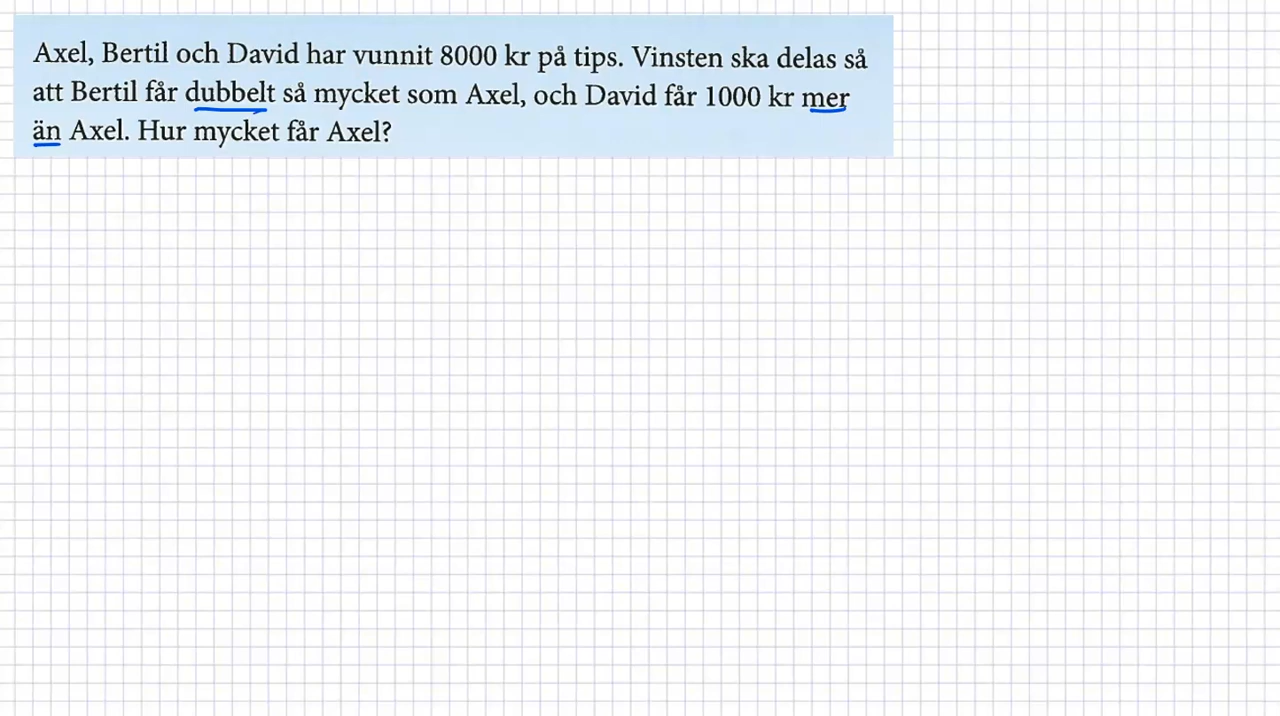 Axel, Bertil och David har vunnit 8000 kr på tips. Vinsten ska delas så
att Bertil får dubbelt så mycket som Axel, och David får 1000 kr mer
än Axel. Hur mycket får Axel?